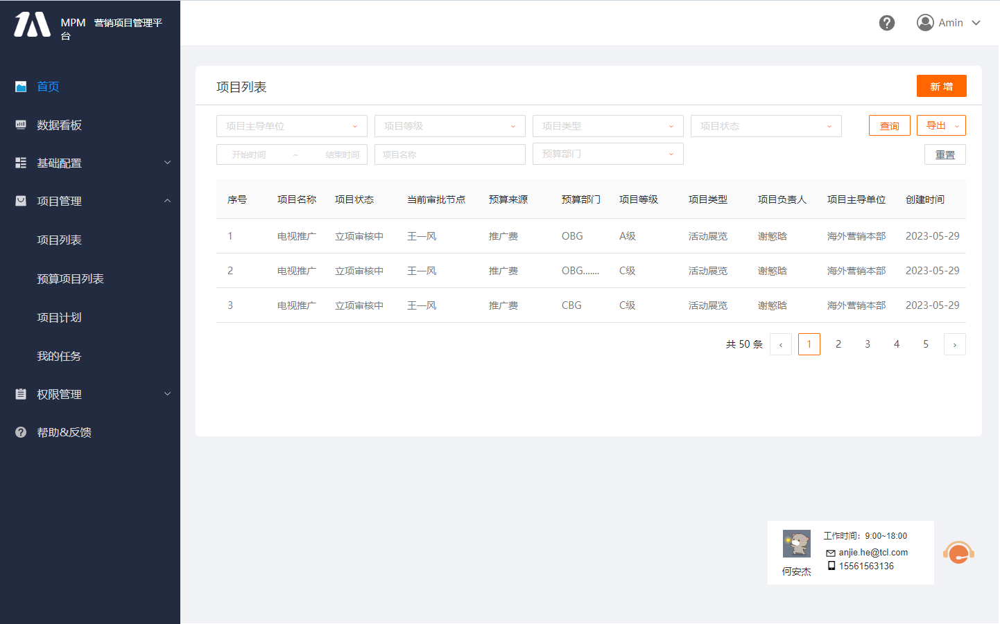 MPM 营销项目管理平
台
Amin
首页
数据看板
基础配置
项目管理
项目列表
预算项目列表
项目计划
我的任务
权限管理
帮助&反馈
项目列表
新 增
项目主导单位 项目等级 项目类型 项目状态 查询 导出
开始时间 ~ 结束时间 项目名称 预算部门 重置
序号 项目名称 项目状态 当前审批节点 预算来源 预算部门 项目等级 项目类型 项目负责人 项目主导单位 创建时间
1 电视推广 立项审核中 王一风 推广费 OBG A级 活动展览 谢懯晗 海外营销本部 2023-05-29
2 电视推广 立项审核中 王一风 推广费 OBG....... C级 活动展览 谢懯晗 海外营销本部 2023-05-29
3 电视推广 立项审核中 王一风 推广费 CBG C级 活动展览 谢懯晗 海外营销本部 2023-05-29
共 50 条 ‹ 1 2 3 4 5 ›
工作时间：9:00~18:00
anjie.he@tcl.com
15561563136
何安杰